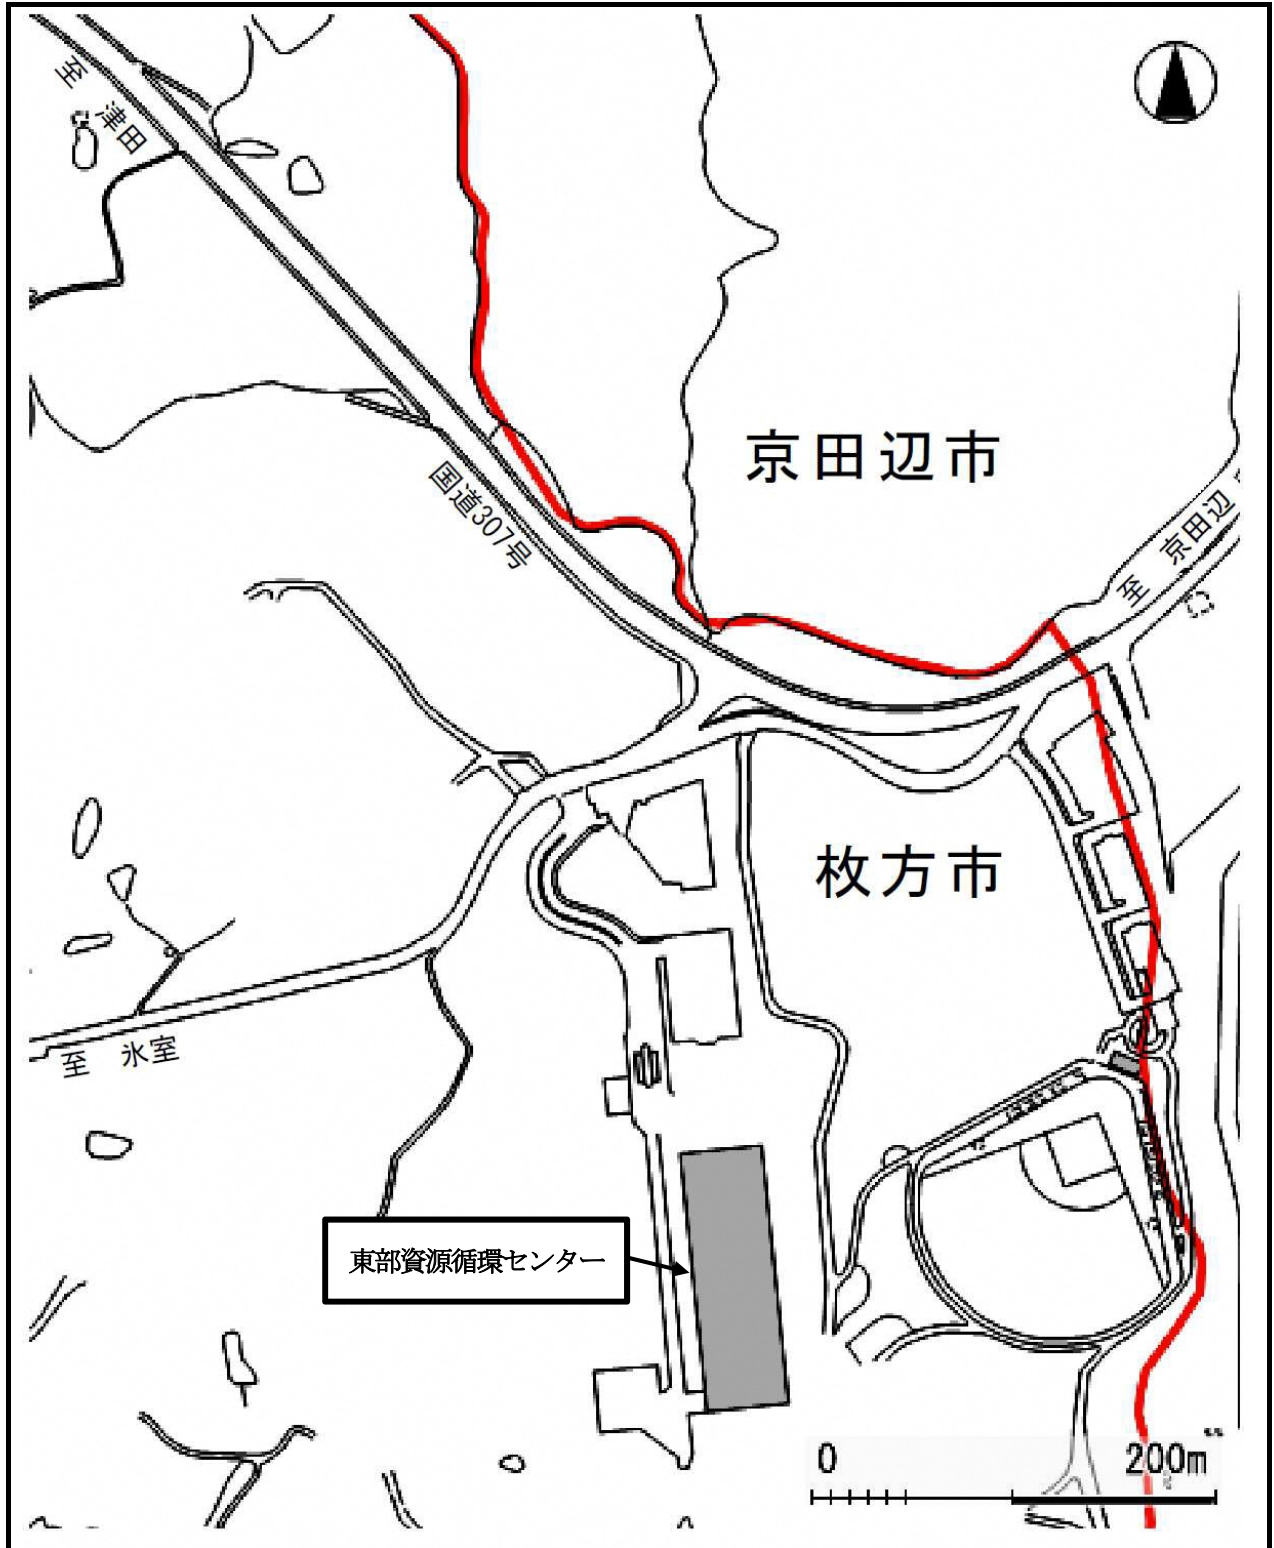 至 津田
京田辺市
国道307号
至 京田辺
枚方市
至 氷室
東部資源循環センター
0 200m